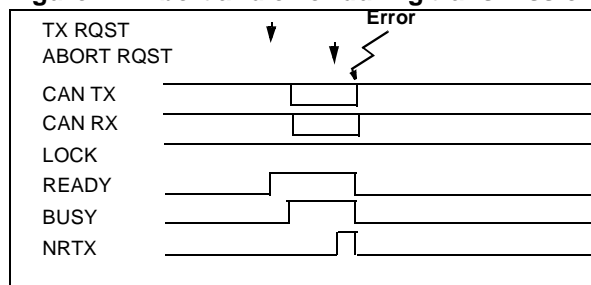 Error
TX RQST
ABORT RQST
CAN TX
CAN RX
LOCK
READY
BUSY
NRTX